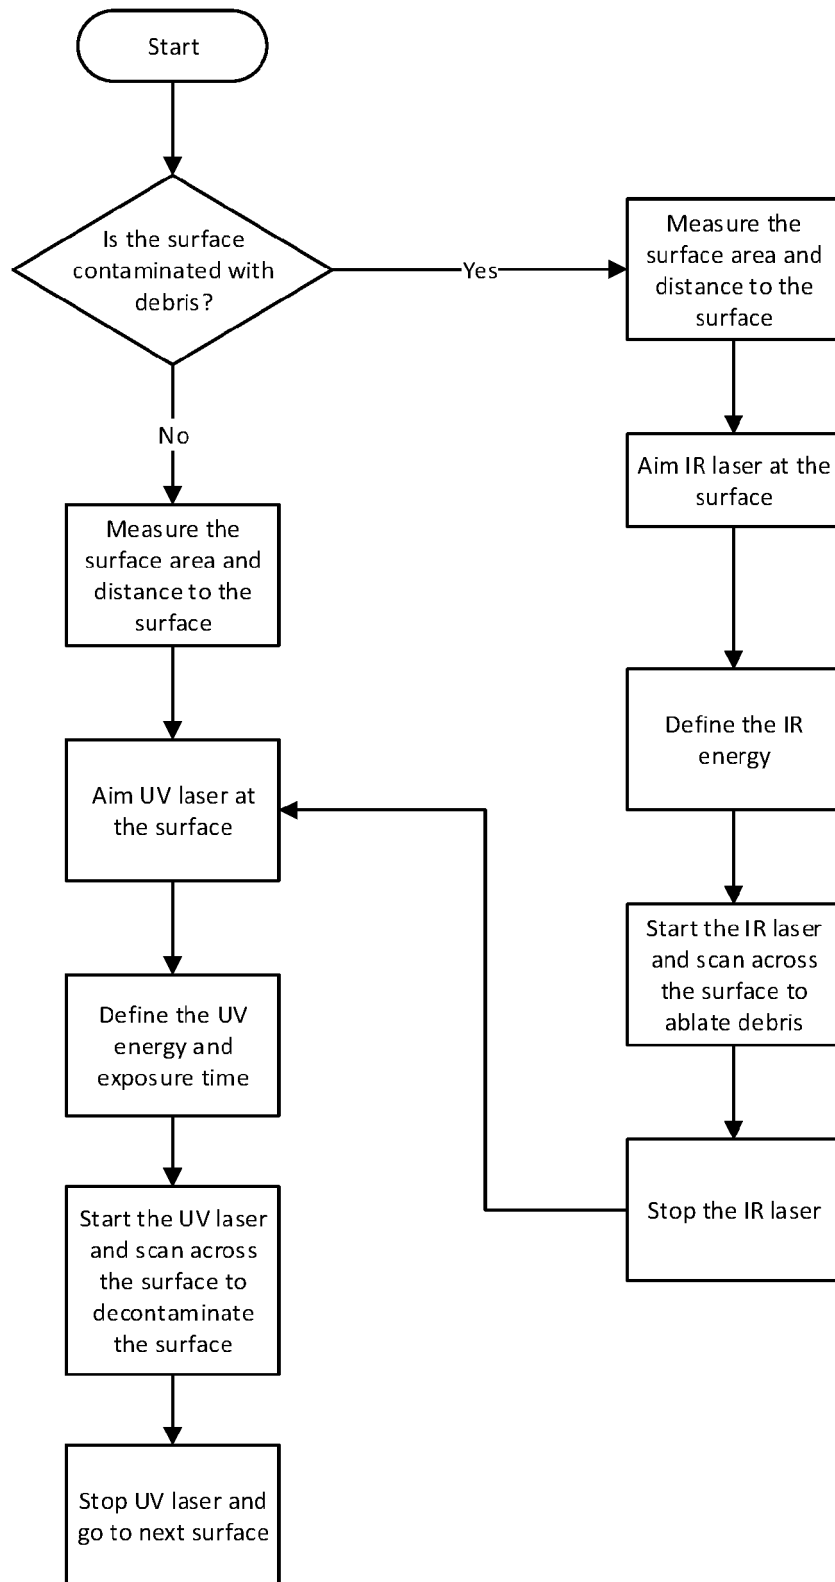 Start
Is the surface
contaminated with
debris?
Yes
Measure the
surface area and
distance to the
surface
Aim IR laser at the
surface
Define the IR
energy
Start the IR laser
and scan across
the surface to
ablate debris
Stop the IR laser
No
Measure the
surface area and
distance to the
surface
Aim UV laser at
the surface
Define the UV
energy and
exposure time
Start the UV laser
and scan across
the surface to
decontaminate
the surface
Stop UV laser and
go to next surface